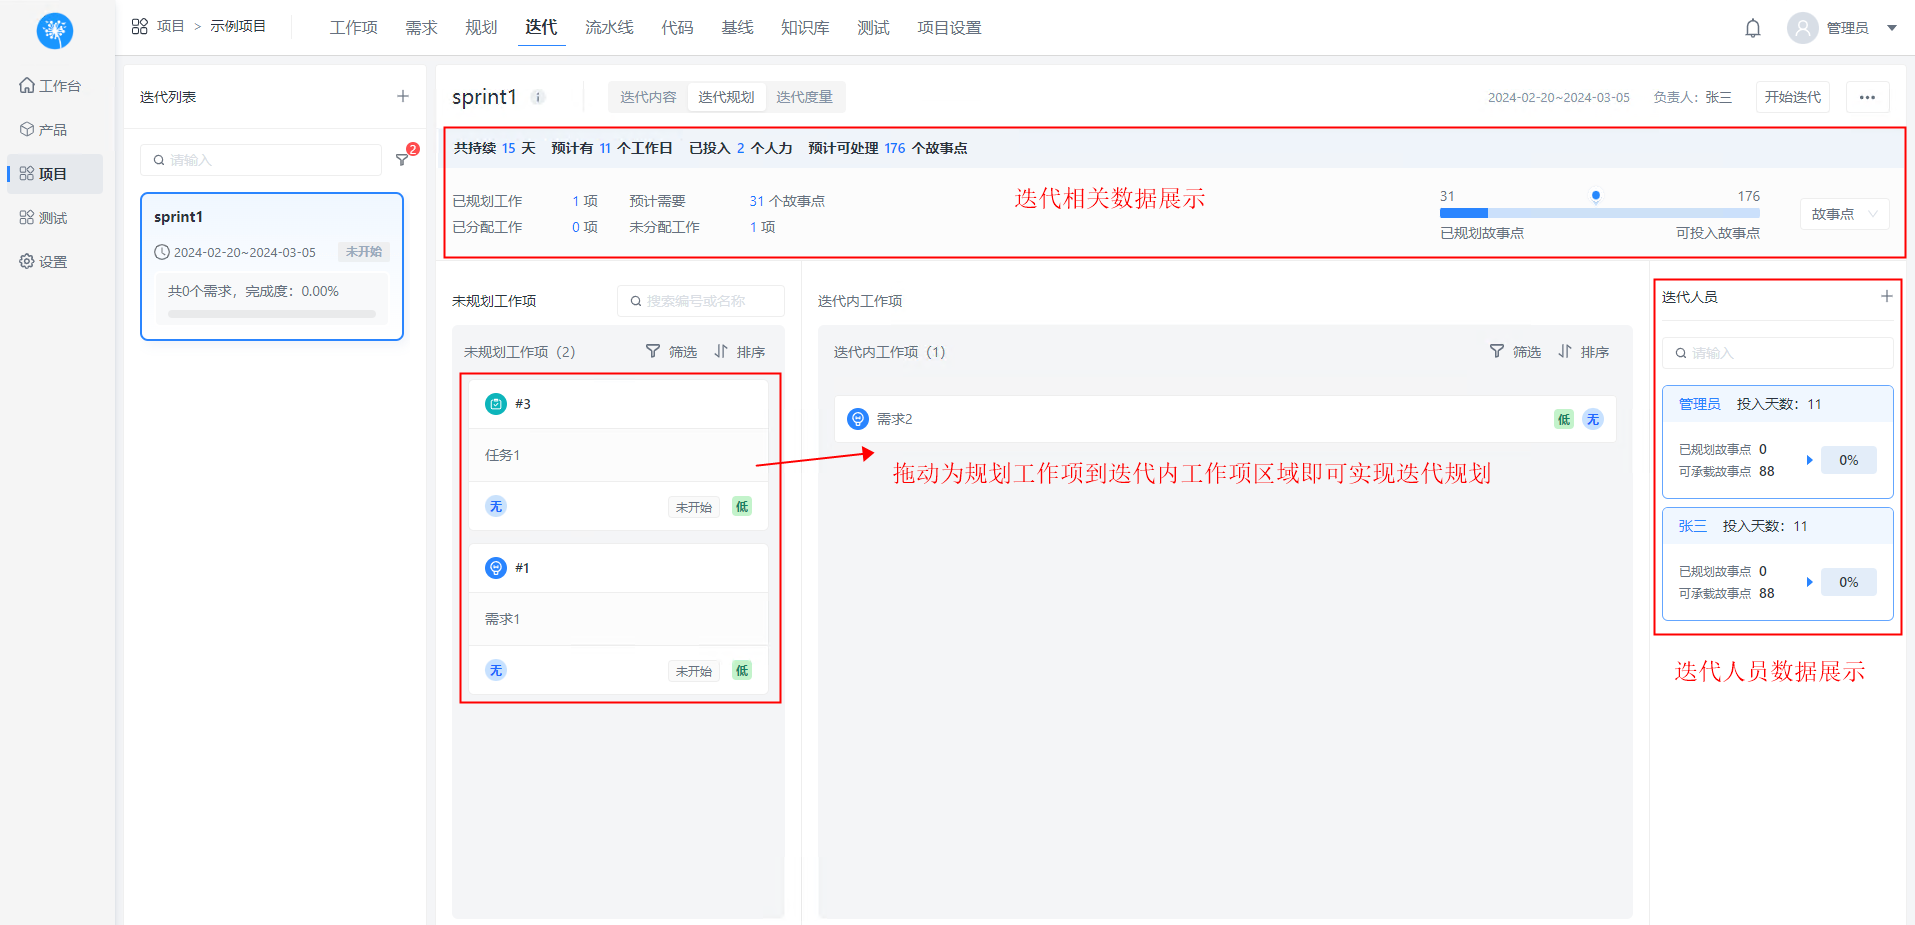 项目 > 示例项目 工作项 需求 规划 迭代 流水线 代码 基线 知识库 测试 项目设置 管理员
工作台
产品
项目
测试
设置
迭代列表
请输入
2
sprint1
2024-02-20~2024-03-05 未开始
共0个需求，完成度：0.00%
sprint1 迭代内容 迭代规划 迭代度量 2024-02-20~2024-03-05 负责人：张三 开始迭代 •••
共持续 15 天 预计有 11 个工作日 已投入 2 个人力 预计可处理 176 个故事点
已规划工作 1 项 预计需要 31 个故事点
已分配工作 0 项 未分配工作 1 项
迭代相关数据展示
31 176
已规划故事点 可投入故事点
故事点
未规划工作项 搜索编号或名称
未规划工作项（2） 筛选 排序
#3
任务1
无 未开始 低
#1
需求1
无 未开始 低
迭代内工作项
迭代内工作项（1） 筛选 排序
需求2 低 无
拖动为规划工作项到迭代内工作项区域即可实现迭代规划
迭代人员
请输入
管理员 投入天数：11
已规划故事点 0
可承载故事点 88
0%
张三 投入天数：11
已规划故事点 0
可承载故事点 88
0%
迭代人员数据展示